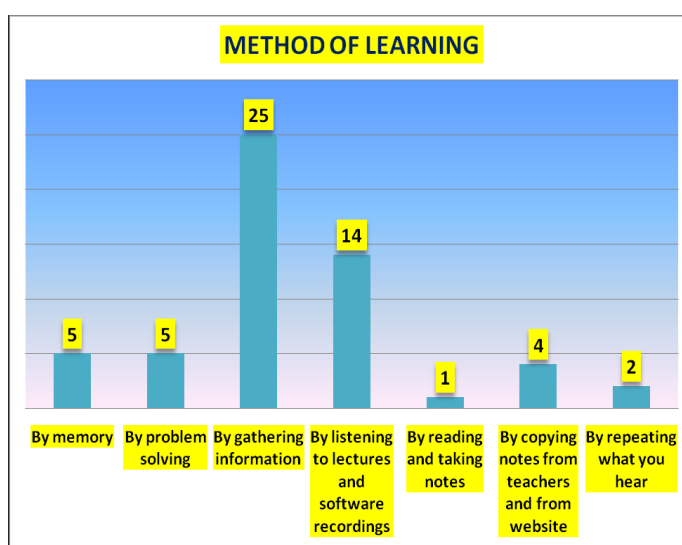 METHOD OF LEARNING
25
14
5
5
4
2
1
By memory
By problem
solving
By gathering
information
By listening
to lectures
and
software
recordings
By reading
and taking
notes
By copying
notes from
teachers
and from
website
By repeating
what you
hear